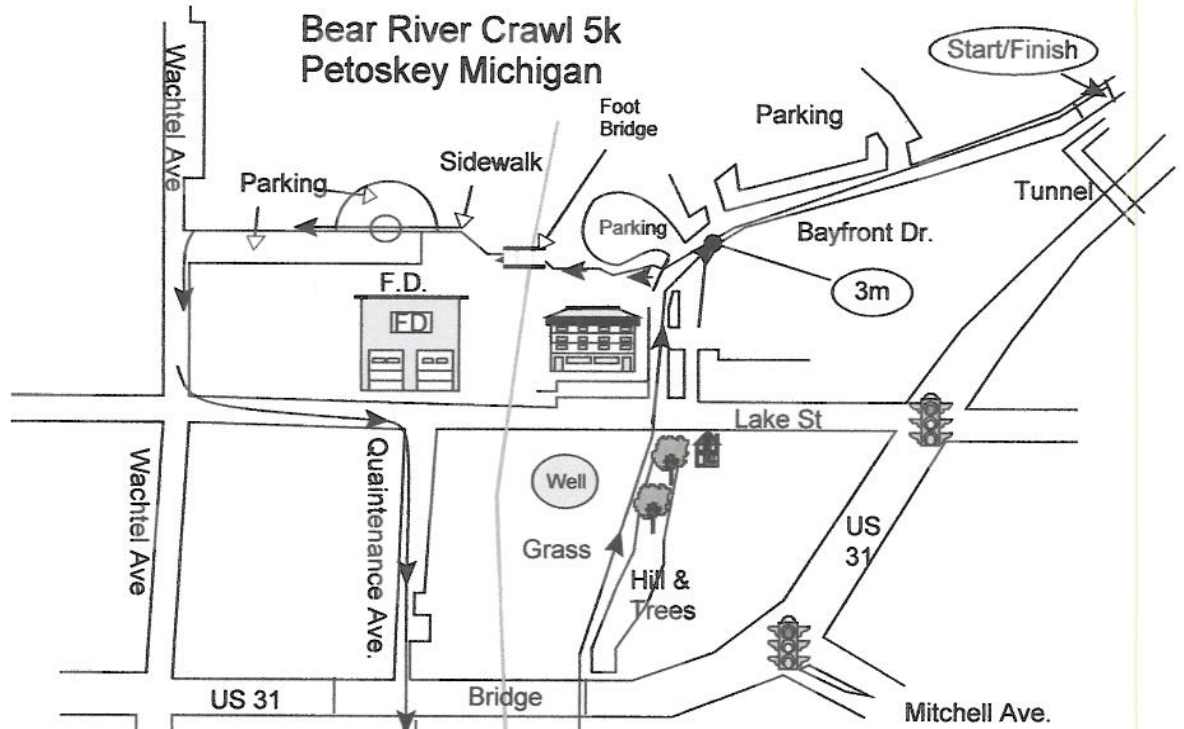 Bear River Crawl 5k
Petoskey Michigan
Start/Finish
Wachtel Ave
Foot
Bridge
Parking
Sidewalk
Parking
Tunnel
Parking
Bayfront Dr.
3m
F.D.
FD
Lake St
Wachtel Ave
Quaintenance Ave.
Well
Grass
US
31
Hill &
Trees
US 31
Bridge
Mitchell Ave.